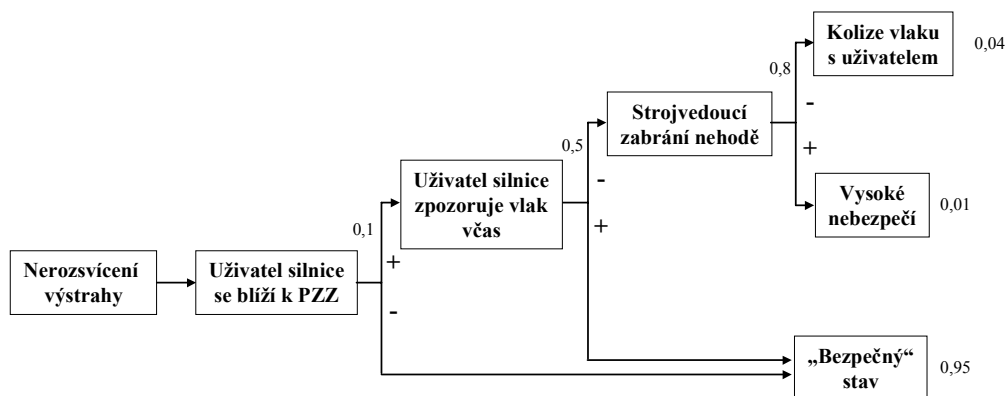 Kolize vlaku
s uživatelem
0,04
0,8
Strojvedoucí
zabrání nehodě
-
+
0,5
Uživatel silnice
zpozoruje vlak
včas
-
+
Vysoké
nebezpečí
0,01
0,1
Nerozsvícení
výstrahy
Uživatel silnice
se blíží k PZZ
+
-
„Bezpečný“
stav
0,95